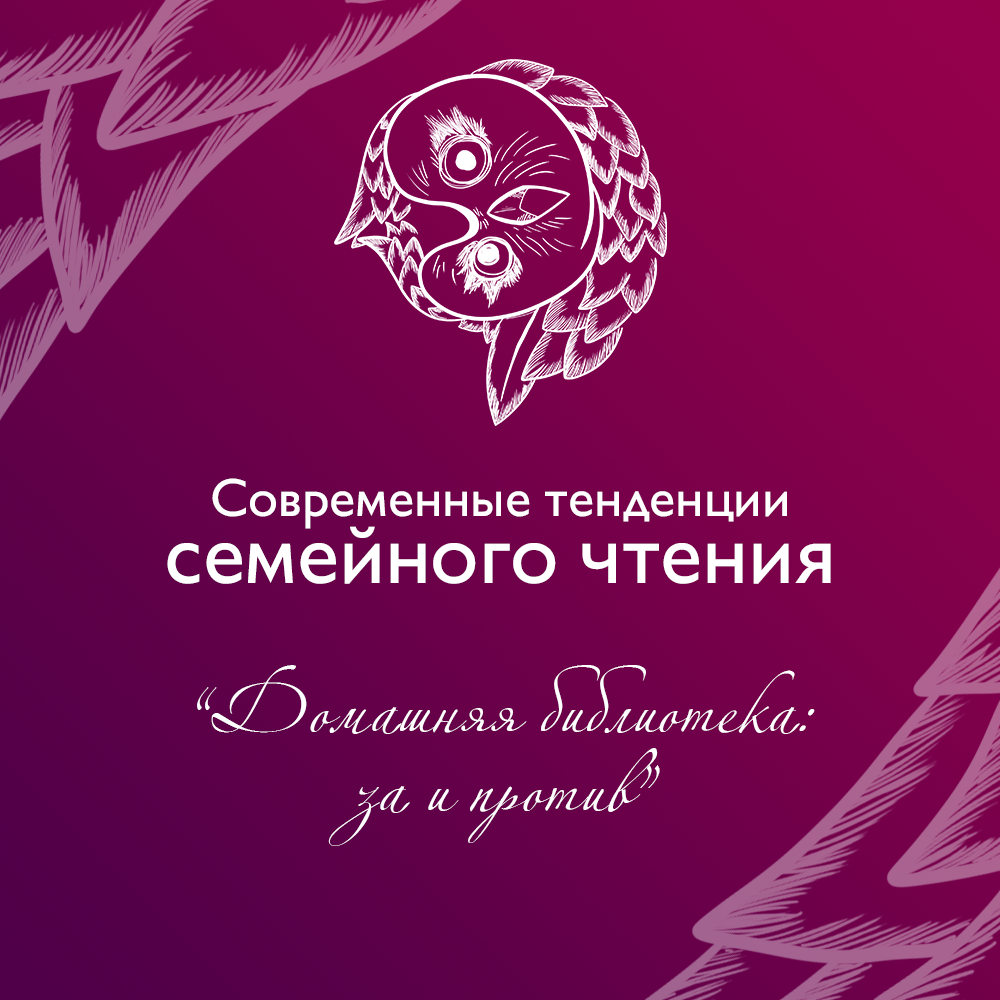 Современные тенденции
семейного чтения
“Домашняя библиотека:
за и против”